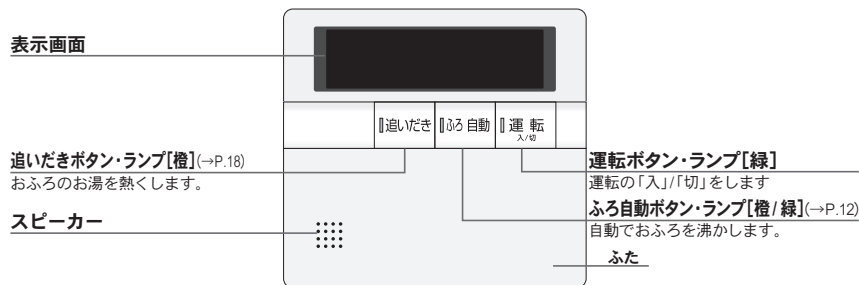 表示画面
追いだき
ふろ 自動
運 転
入/切
追いだきボタン・ランプ[橙](→P.18)
おふろのお湯を熱くします。
スピーカー
運転ボタン・ランプ[緑]
運転の「入」/「切」をします
ふろ自動ボタン・ランプ[橙/緑](→P.12)
自動でおふろを沸かします。
ふた